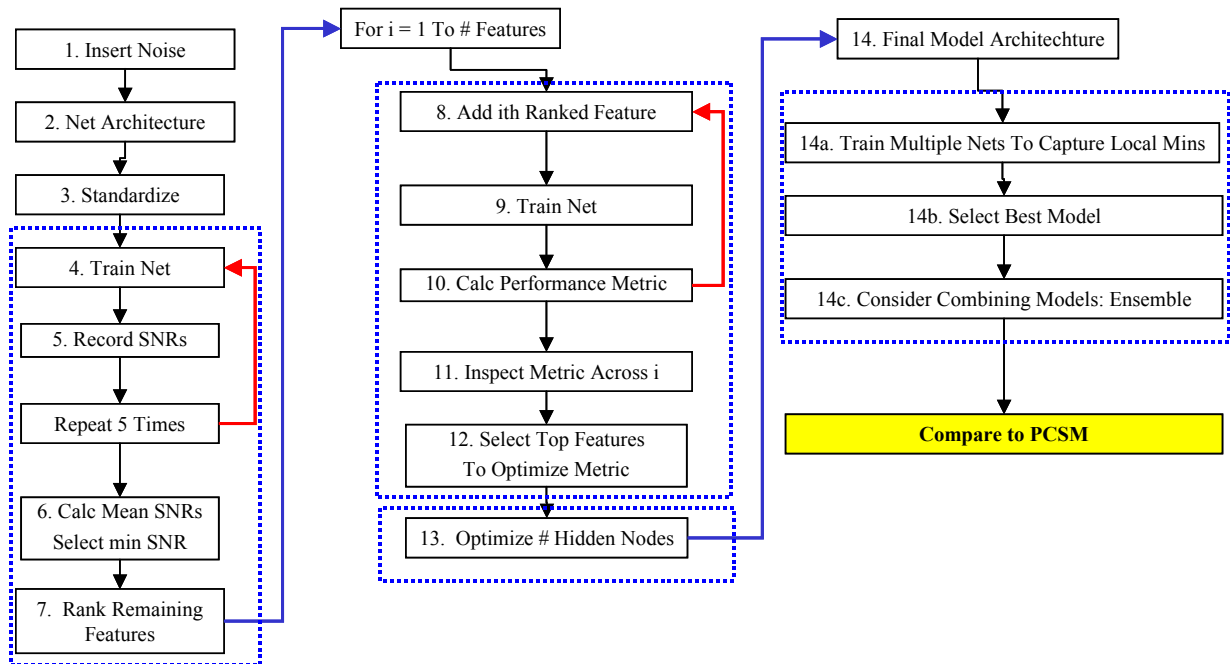 1. Insert Noise
2. Net Architecture
3. Standardize
4. Train Net
5. Record SNRs
Repeat 5 Times
6. Calc Mean SNRs
Select min SNR
7. Rank Remaining
Features
For i = 1 To # Features
8. Add ith Ranked Feature
9. Train Net
10. Calc Performance Metric
11. Inspect Metric Across i
12. Select Top Features
To Optimize Metric
13. Optimize # Hidden Nodes
14. Final Model Architechture
14a. Train Multiple Nets To Capture Local Mins
14b. Select Best Model
14c. Consider Combining Models: Ensemble
Compare to PCSM